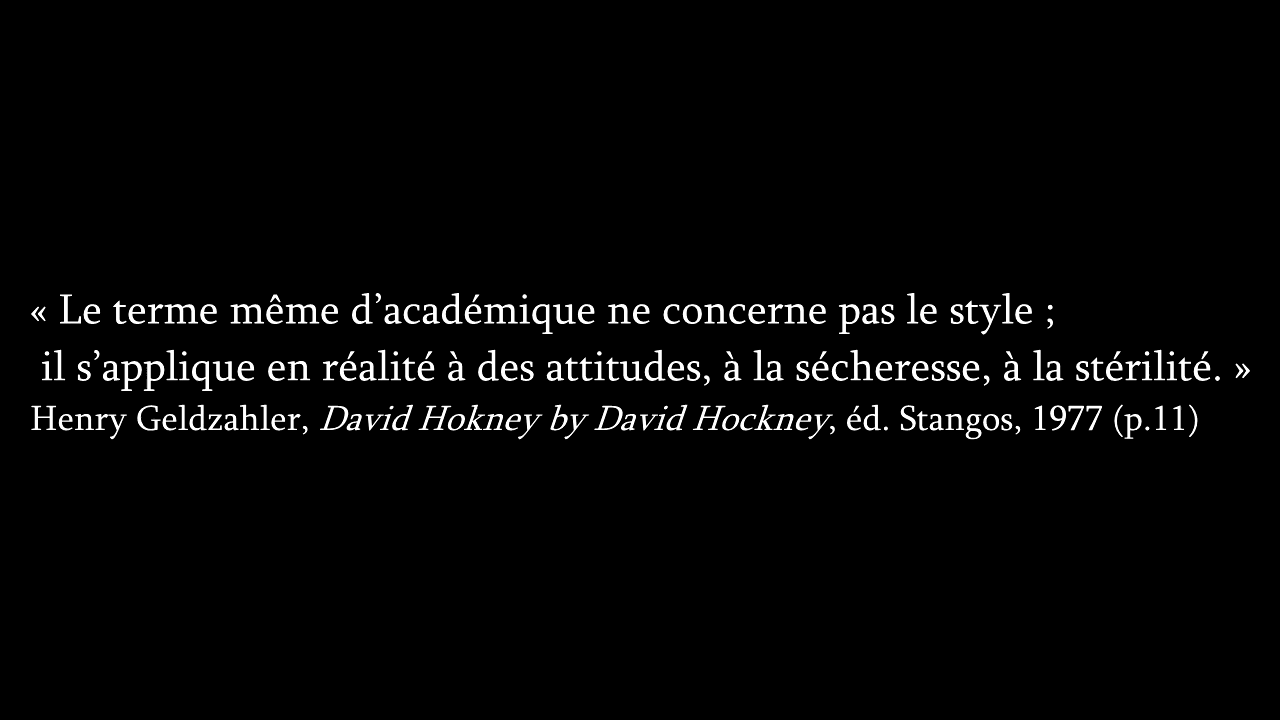 « Le terme même d’académique ne concerne pas le style ;
il s’applique en réalité à des attitudes, à la sécheresse, à la stérilité. »
Henry Geldzahler, David Hokney by David Hockney, éd. Stangos, 1977 (p.11)